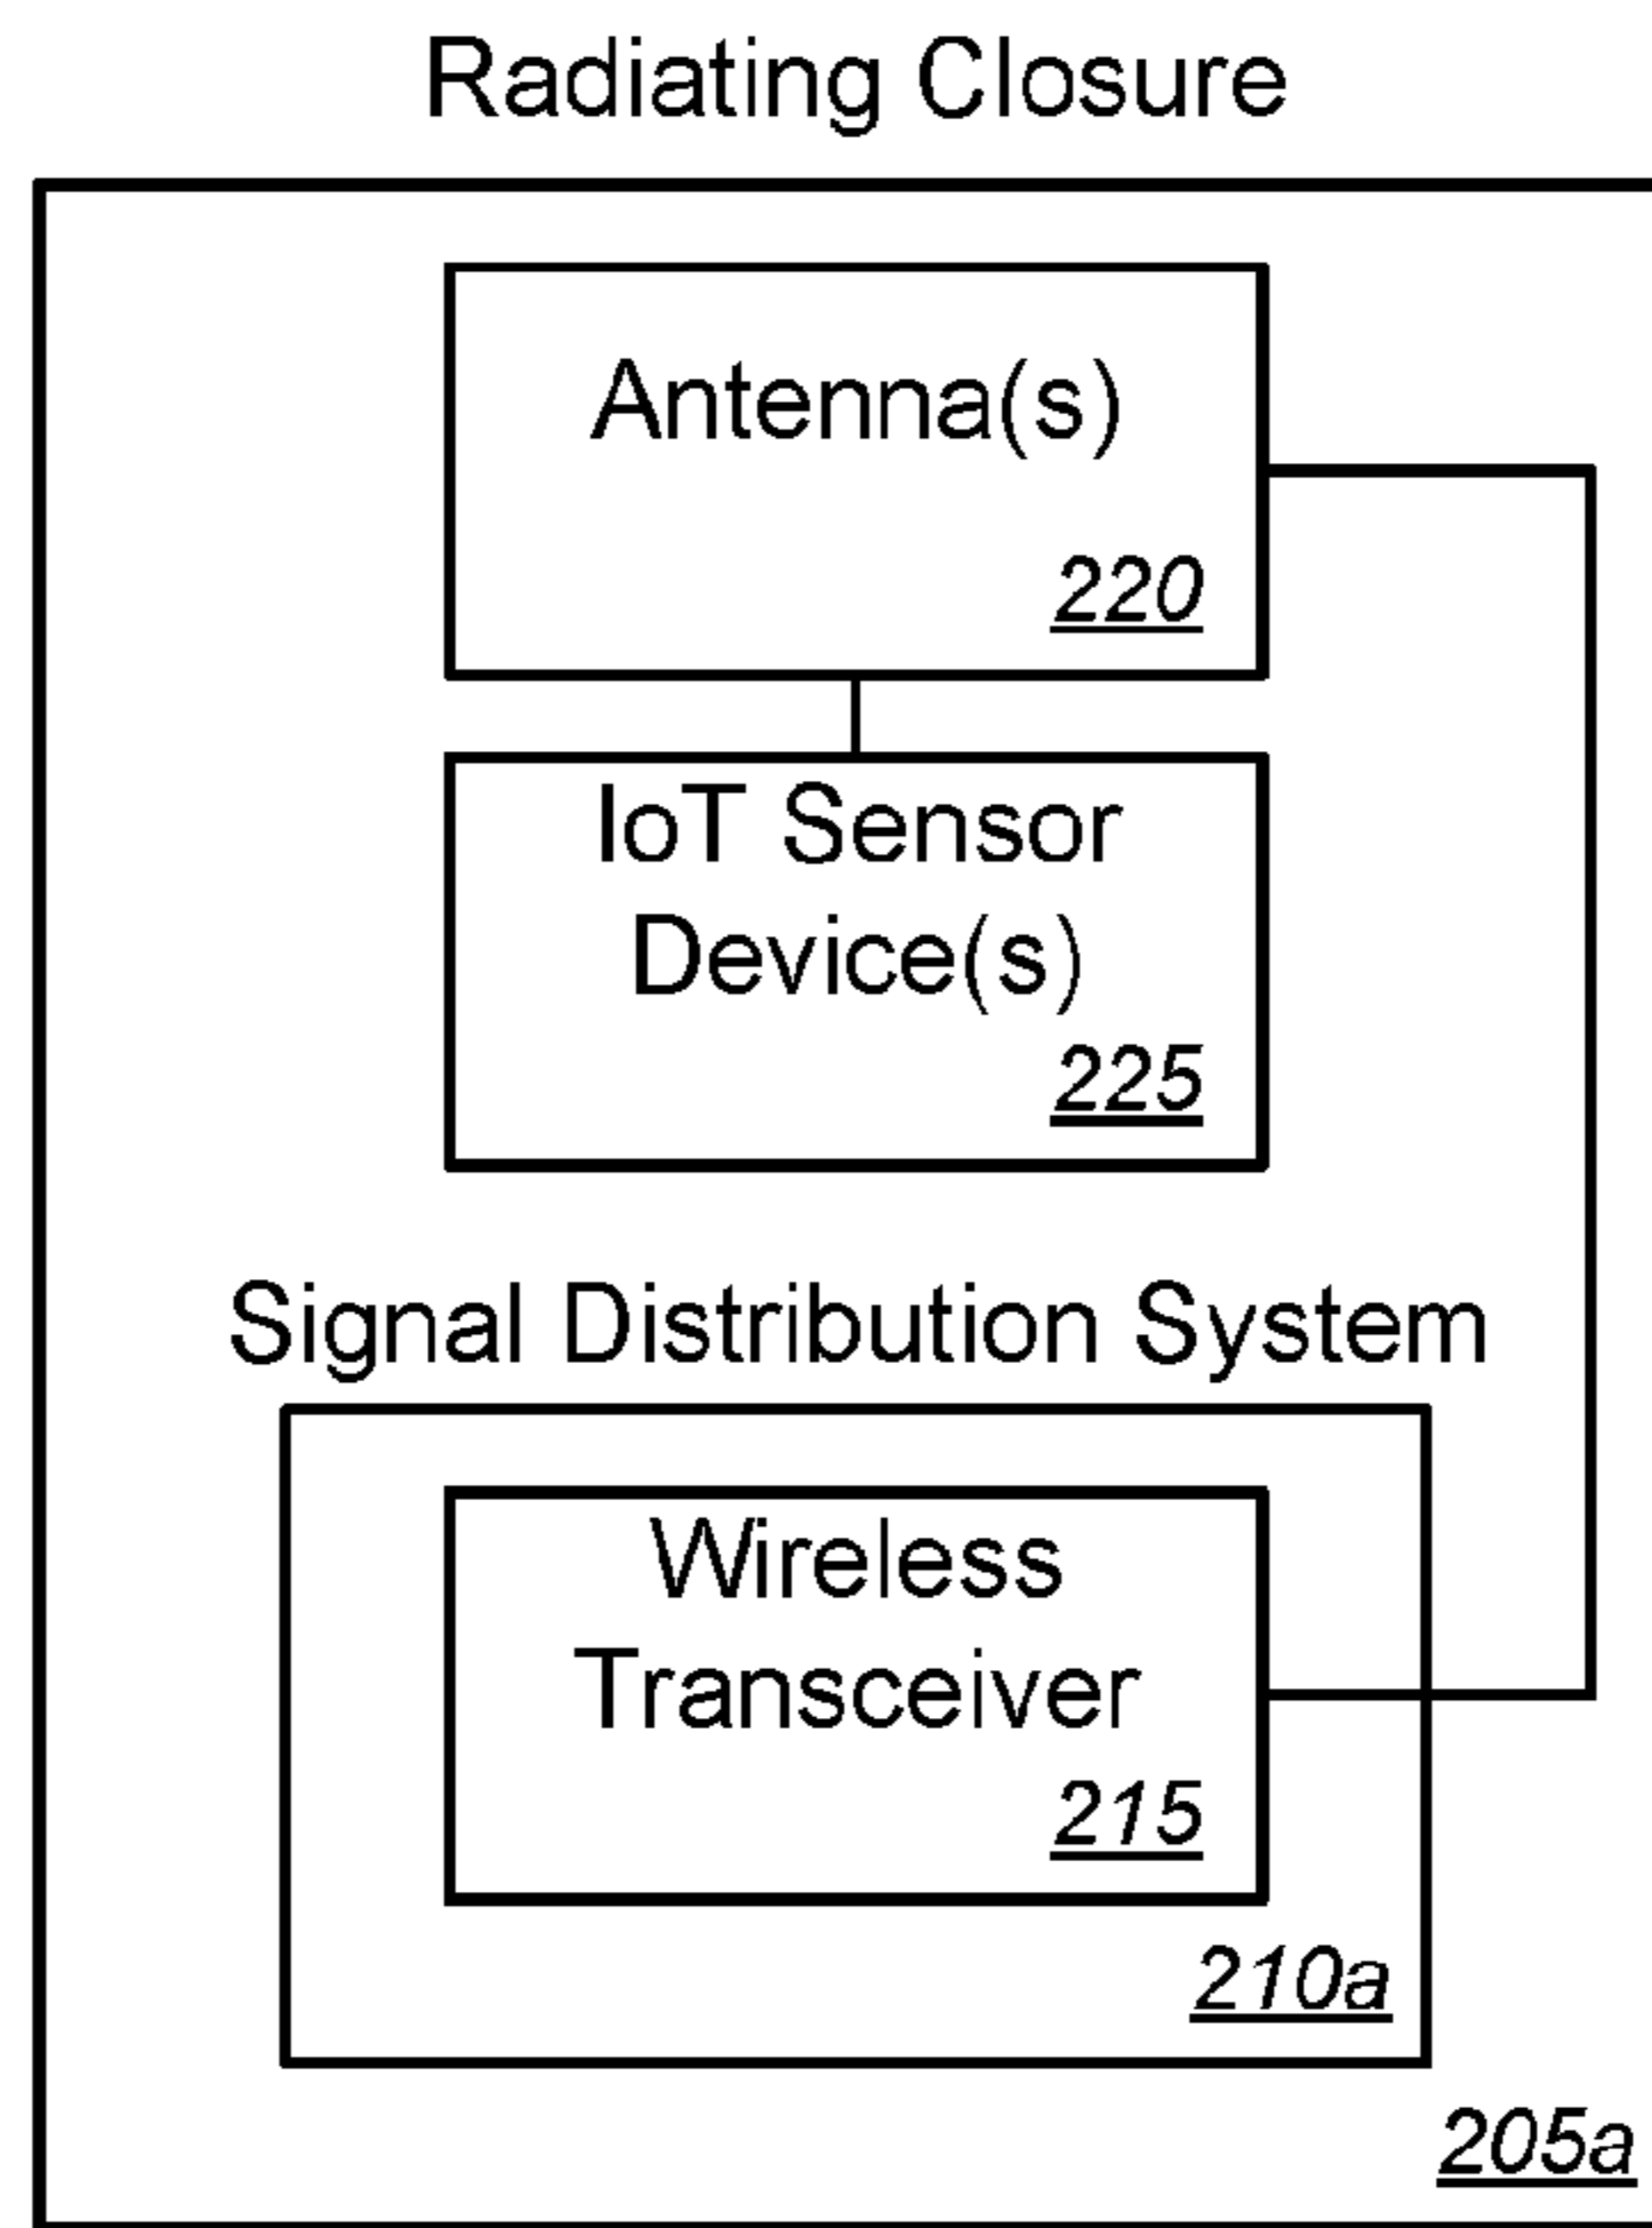 Radiating Closure
Antenna(s)
220
IoT Sensor
Device(s)
225
Signal Distribution System
Wireless
Transceiver
215
210a
205a